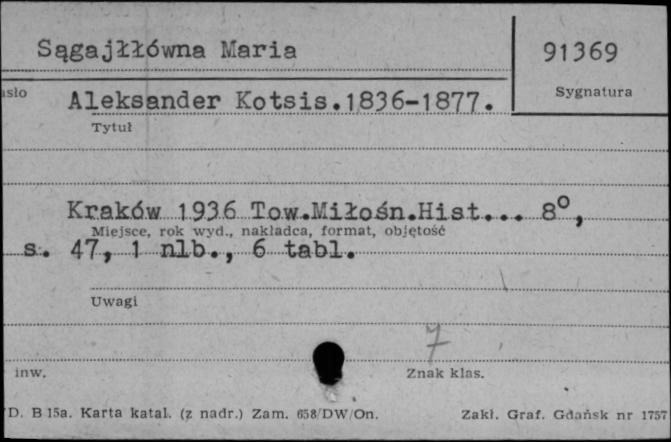 Sągajłłówna Maria
91369
Sygnatura
asło
Aleksander Kotsis.1836-1877.
Tytuł
Kraków 1936 Tow.Miłośn.Hist... 8°,
Miejsce, rok wyd., nakładca, format, objętość
s. 47, 1 nlb., 6 tabl.
Uwagi
7
inw.
Znak klas.
D. B 15a. Karta katal. (z nadr.) Zam. 658/DW/On.
Zakł. Graf. Gdańsk nr 1757